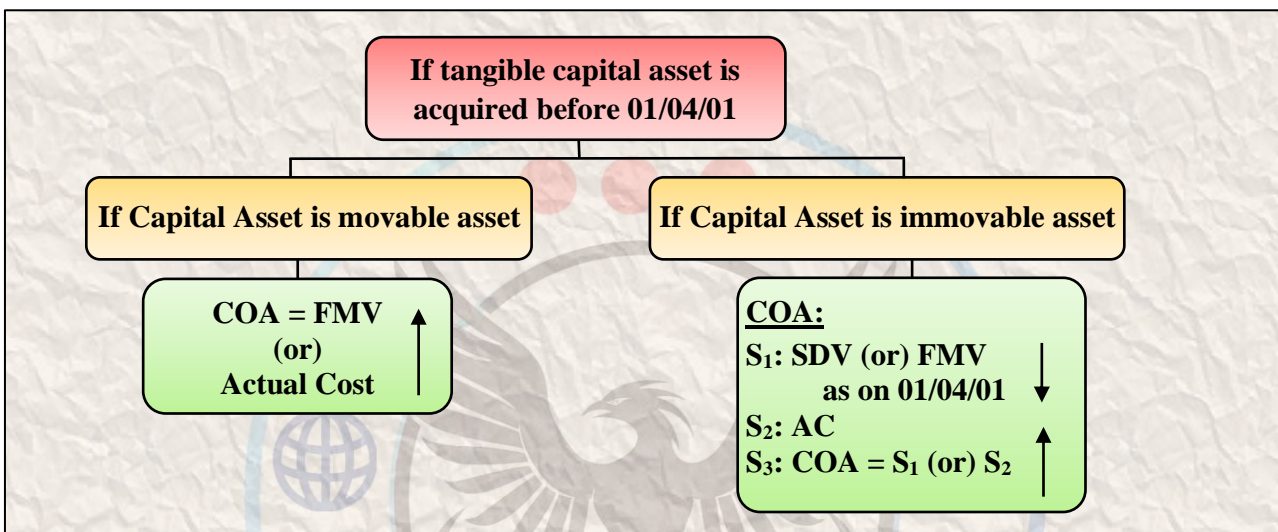 If tangible capital asset is
acquired before 01/04/01
If Capital Asset is movable asset
If Capital Asset is immovable asset
COA = FMV
(or)
Actual Cost
COA:
S₁: SDV (or) FMV
as on 01/04/01
S₂: AC
S₃: COA = S₁ (or) S₂